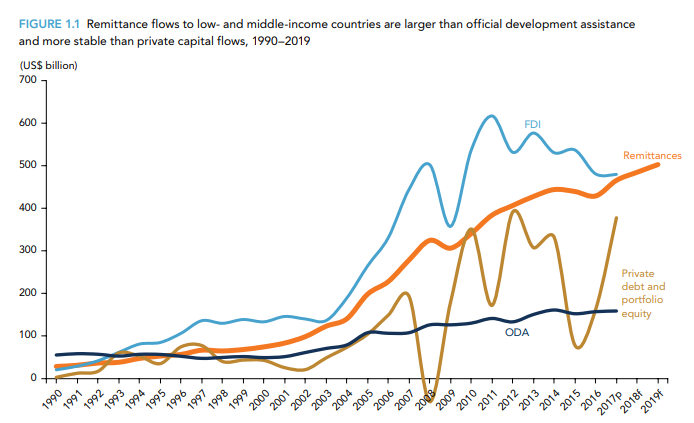 FIGURE 1.1 Remittance flows to low- and middle-income countries are larger than official development assistance
and more stable than private capital flows, 1990–2019
(US$ billion)
700
600
500
400
300
200
100
0
FDI
Remittances
Private
debt and
portfolio
equity
ODA
1990
1991
1992
1993
1994
1995
1996
1997
1998
1999
2000
2001
2002
2003
2004
2005
2006
2007
2008
2009
2010
2011
2012
2013
2014
2015
2016
2017p
2018f
2019f